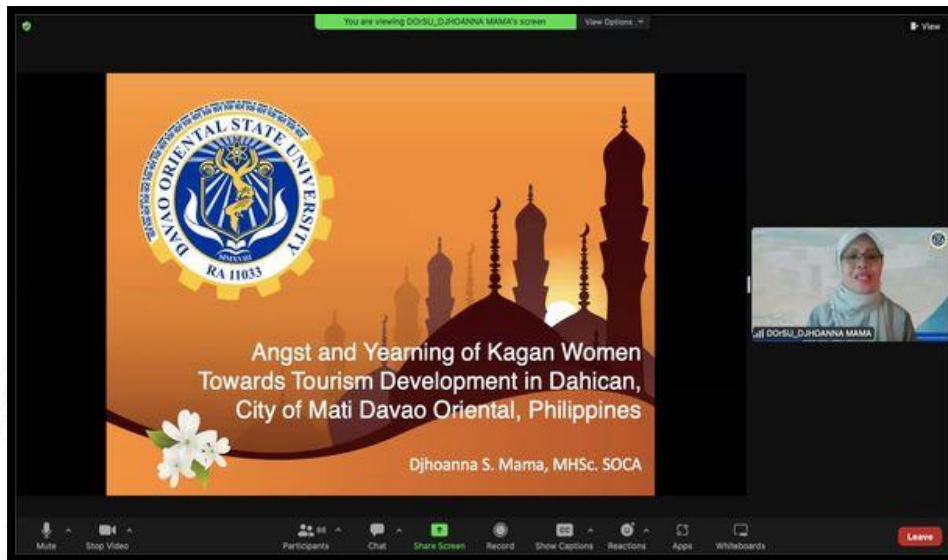 You are viewing DOrSU_DJHOANNA MAMA's screen
View Options
View
DAVAO ORIENTAL STATE UNIVERSITY
MMXVIII
RA 11033
Angst and Yearning of Kagan Women
Towards Tourism Development in Dahican,
City of Mati Davao Oriental, Philippines
Djhoanna S. Mama, MHSc. SOCA
DOrSU_DJHOANNA MAMA
Mute
Stop Video
Participants
Chat
Share Screen
Record
CC
Show Captions
Reactions
Apps
Whiteboards
Leave